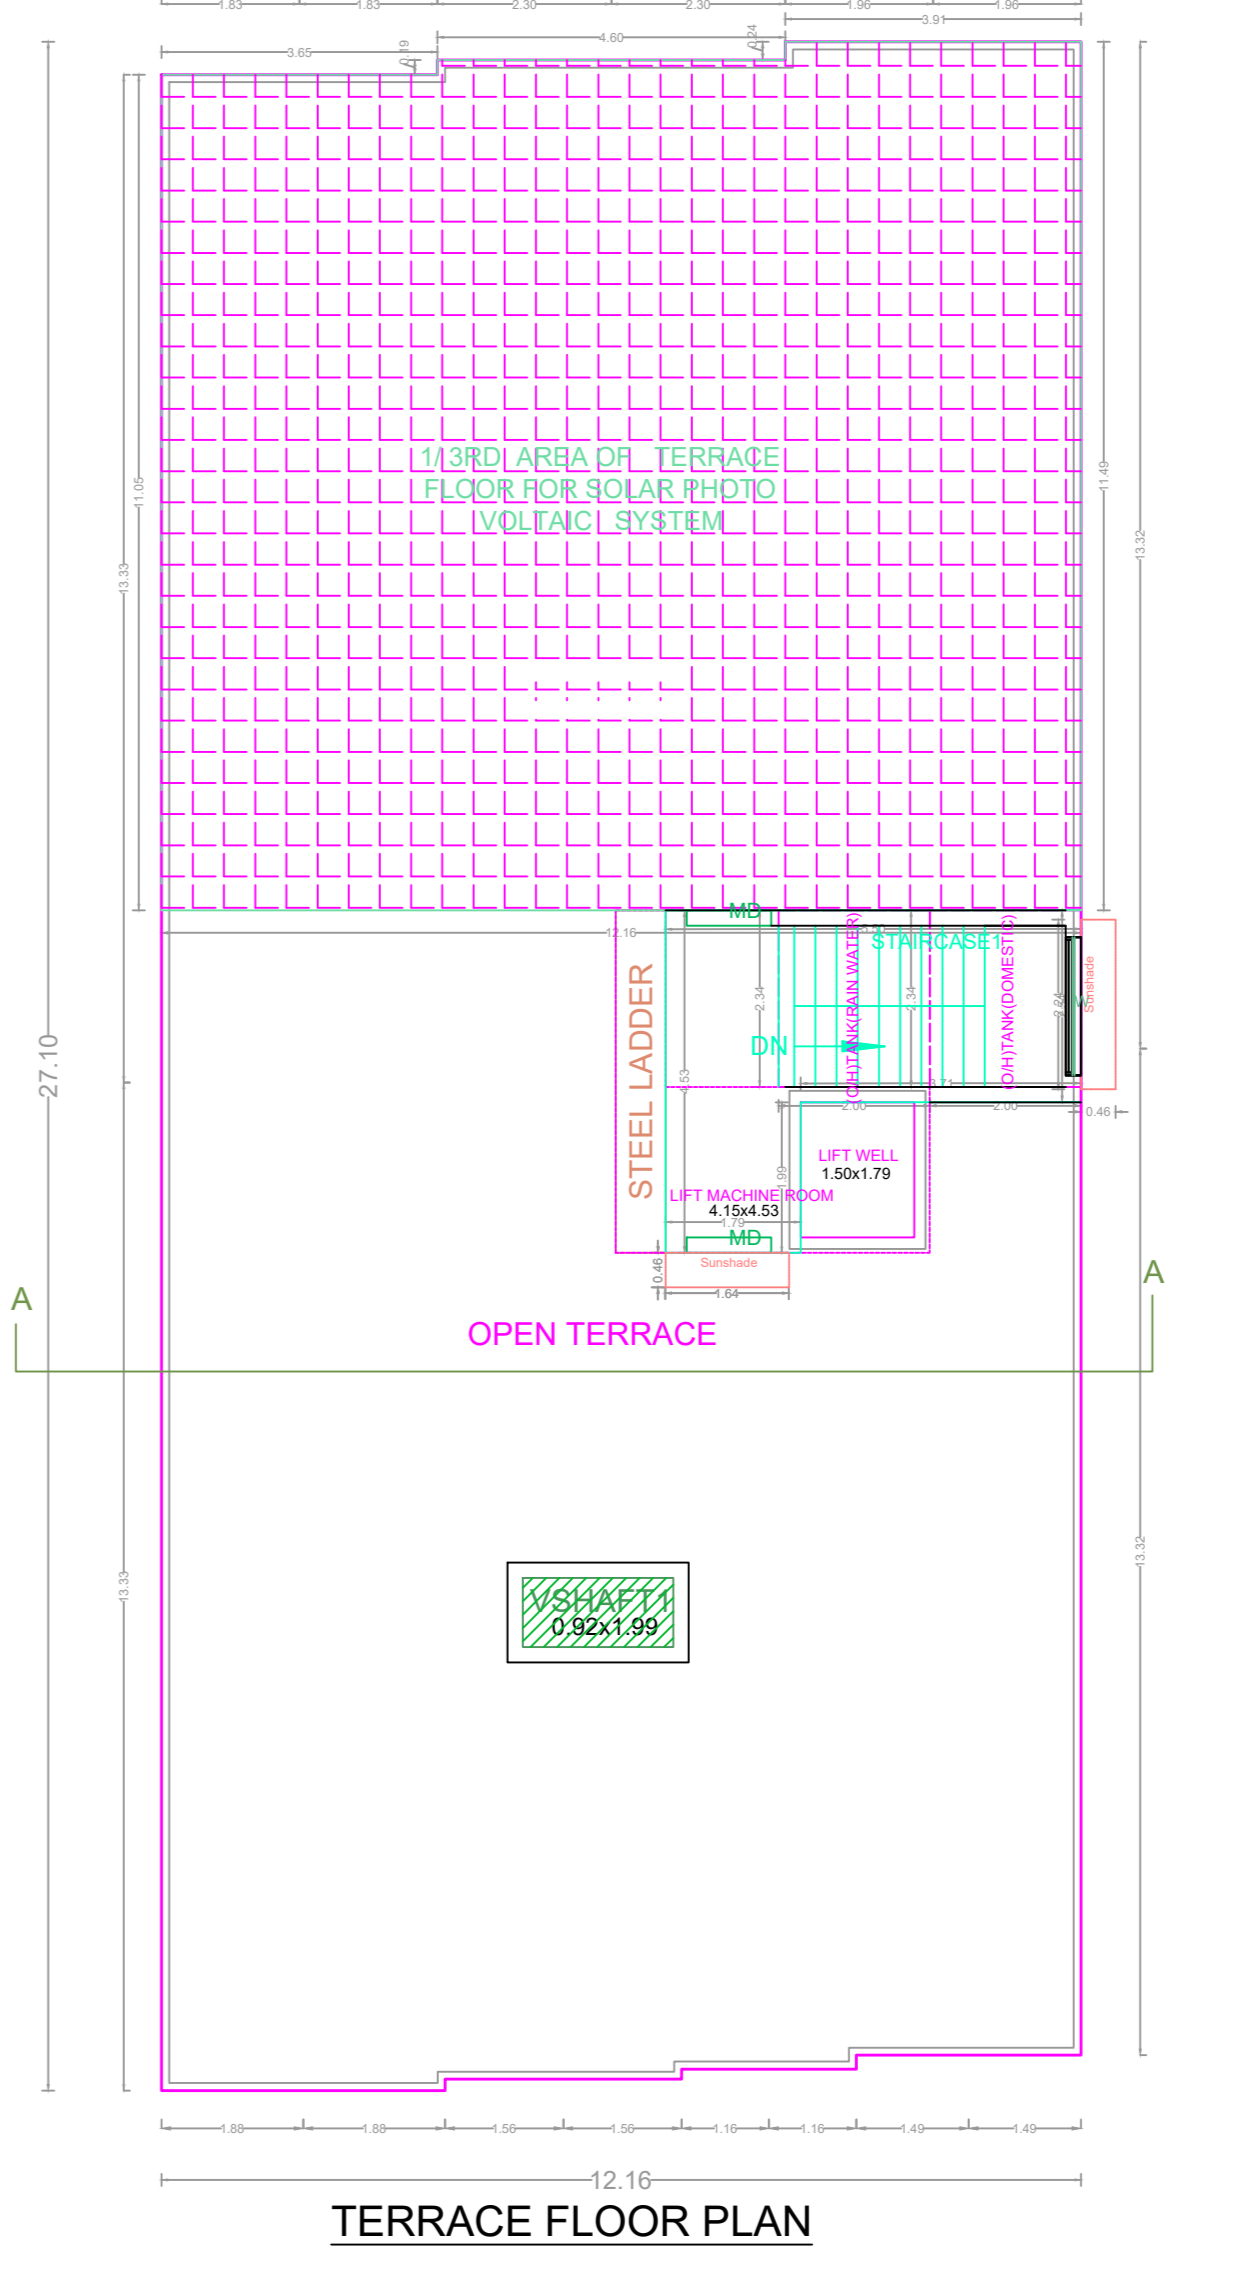 1.83 1.83 2.30 2.30 1.96 1.96
3.91
4.60
0.24
3.65
0.19
11.05
11.49
13.33
13.32
27.10
1/ 3RD AREA OF TERRACE
FLOOR FOR SOLAR PHOTO
VOLTAIC SYSTEM
MD
12.16
STAIRCASE1
STEEL LADDER
2.34
2.34
(O/H)TANK(RAIN WATER)
(O/H)TANK(DOMESTIC)
W
Sunshade
DN
4.53
3.71
2.00 2.00
0.46
LIFT WELL
1.50x1.79
1.99
LIFT MACHINE ROOM
4.15x4.53
1.79
MD
Sunshade
0.46
1.64
A
A
OPEN TERRACE
13.33
13.32
VSHAFT1
0.92x1.99
1.88 1.88 1.56 1.56 1.16 1.16 1.49 1.49
12.16
TERRACE FLOOR PLAN